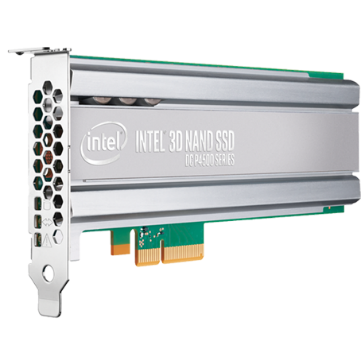 intel
INTEL 3D NAND SSD
DC P4500 SERIES